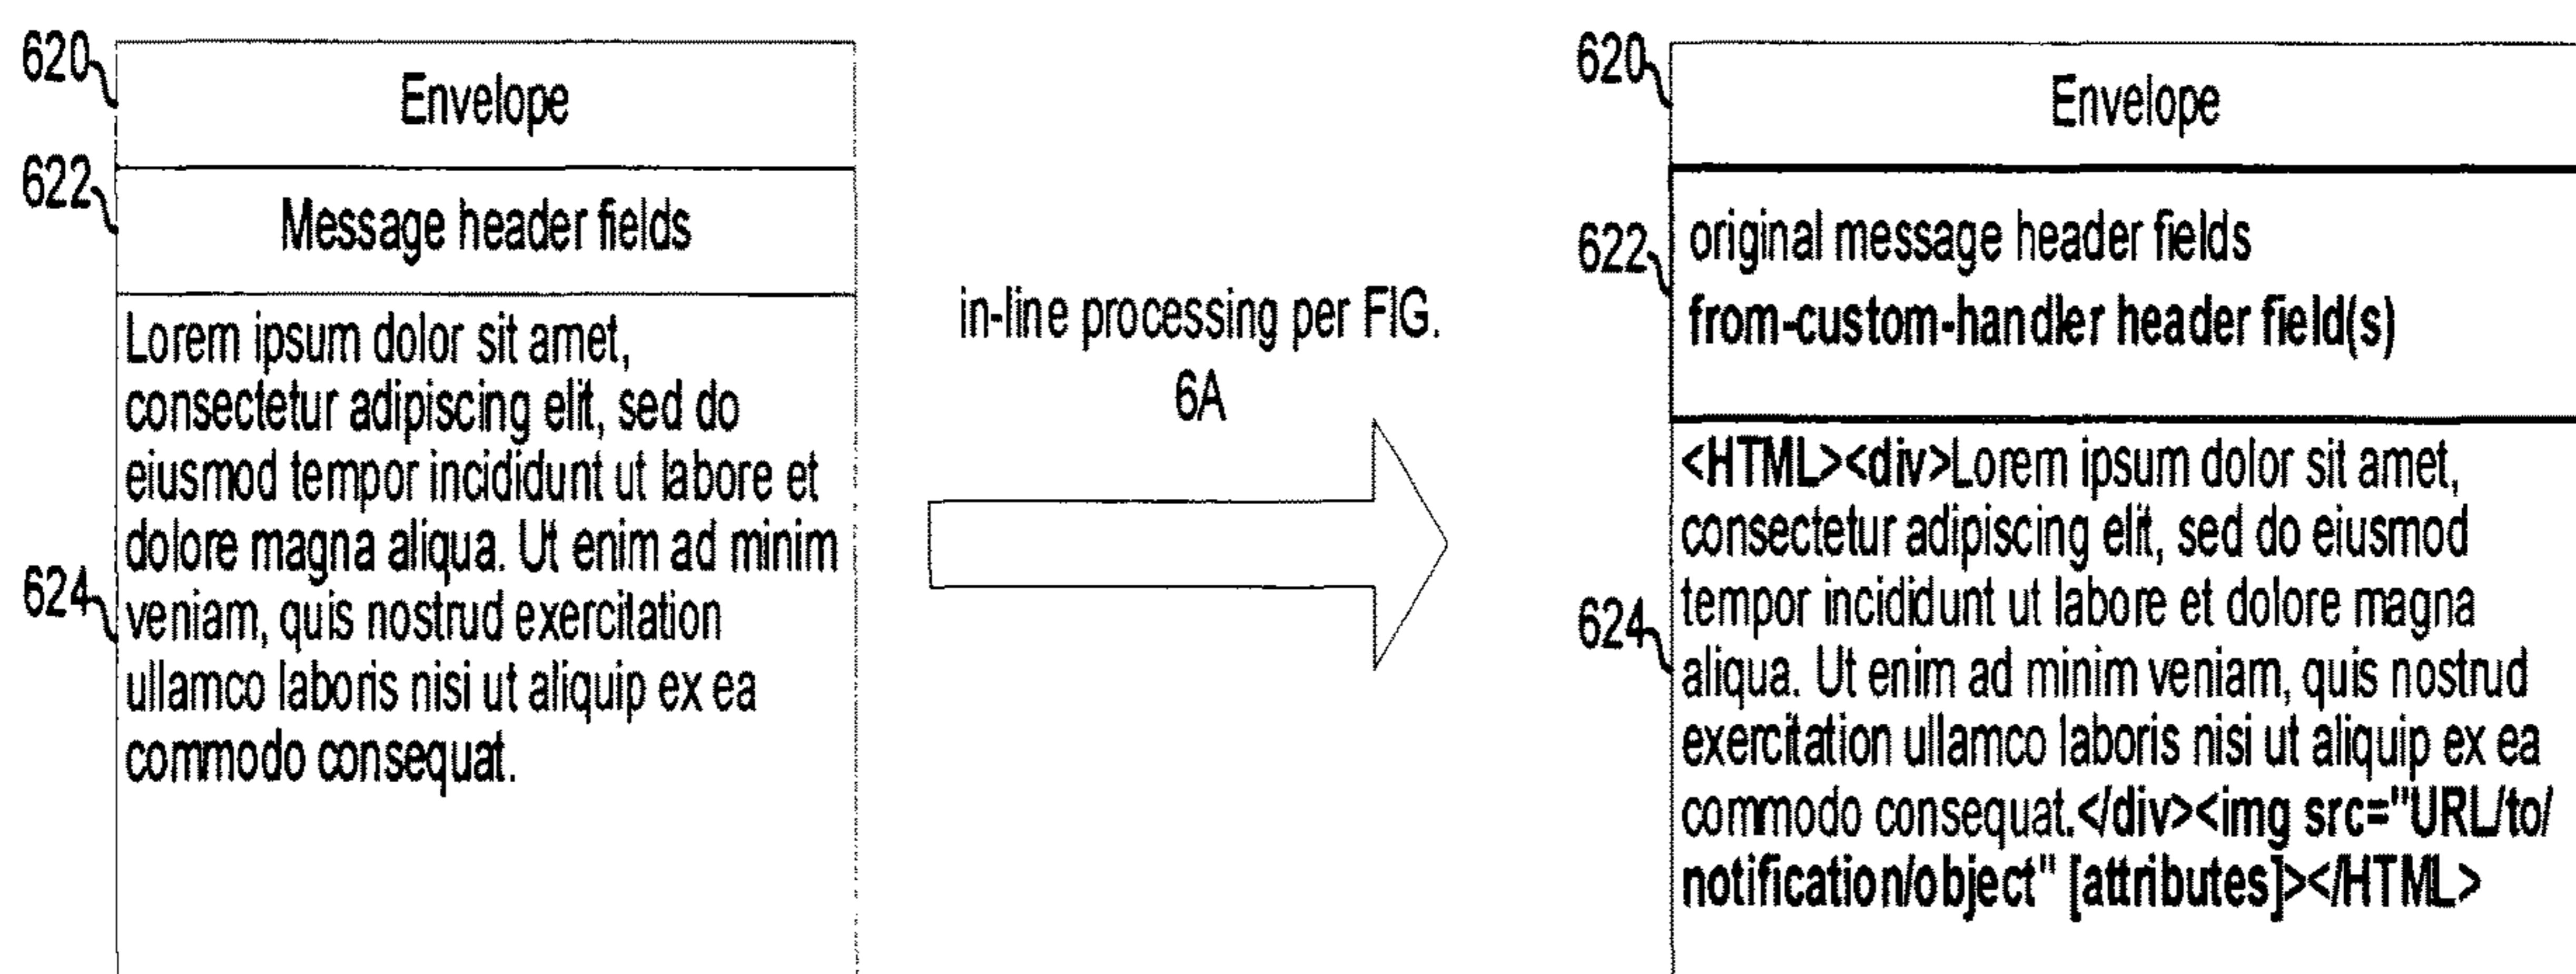 620
Envelope
622
Message header fields
624
Lorem ipsum dolor sit amet,
consectetur adipiscing elit, sed do
eiusmod tempor incididunt ut labore et
dolore magna aliqua. Ut enim ad minim
veniam, quis nostrud exercitation
ullamco laboris nisi ut aliquip ex ea
commodo consequat.
in-line processing per FIG.
6A
620
Envelope
622
original message header fields
from-custom-handler header field(s)
624
<HTML><div>Lorem ipsum dolor sit amet,
consectetur adipiscing elit, sed do eiusmod
tempor incididunt ut labore et dolore magna
aliqua. Ut enim ad minim veniam, quis nostrud
exercitation ullamco laboris nisi ut aliquip ex ea
commodo consequat.</div><img src="URL/to/
notification/object" [attributes]></HTML>